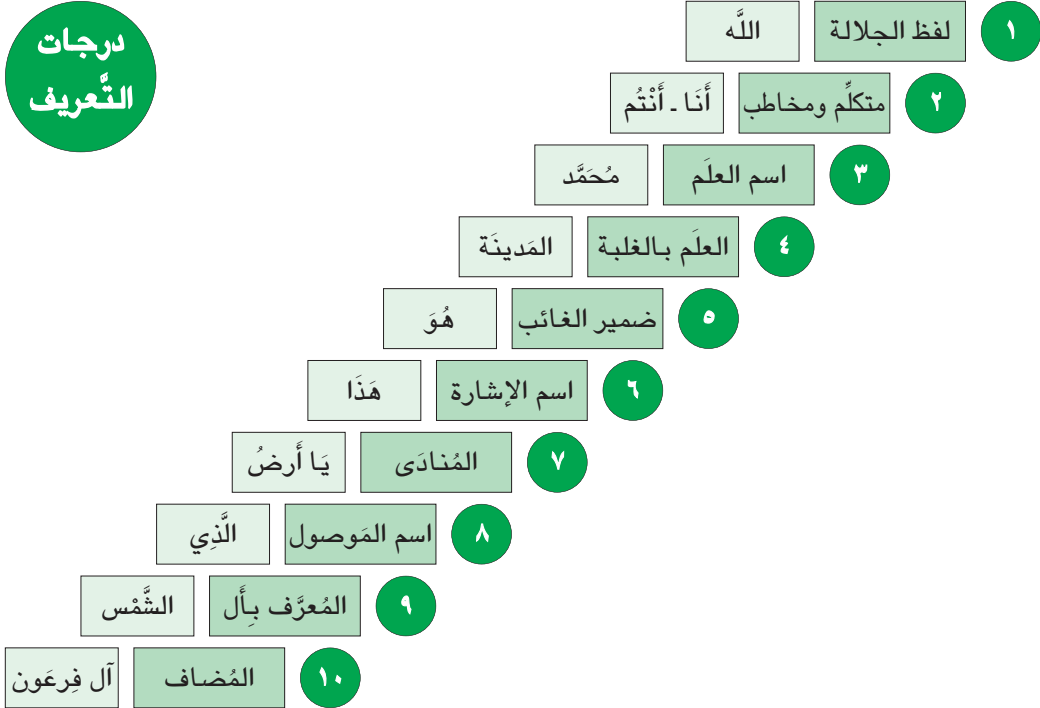 درجات
التَّعريف
١ لفظ الجلالة اللَّه
٢ متكلِّم ومخاطب أَنَا ـ أَنْتُم
٣ اسم العلَم مُحَمَّد
٤ العلَم بالغلبة المَدينَة
٥ ضمير الغائب هُوَ
٦ اسم الإشارة هَذَا
٧ المُنادَى يَا أَرضُ
٨ اسم المَوصول الَّذِي
٩ المُعرَّف بِأَل الشَّمْس
١٠ المُضاف آل فِرعَون